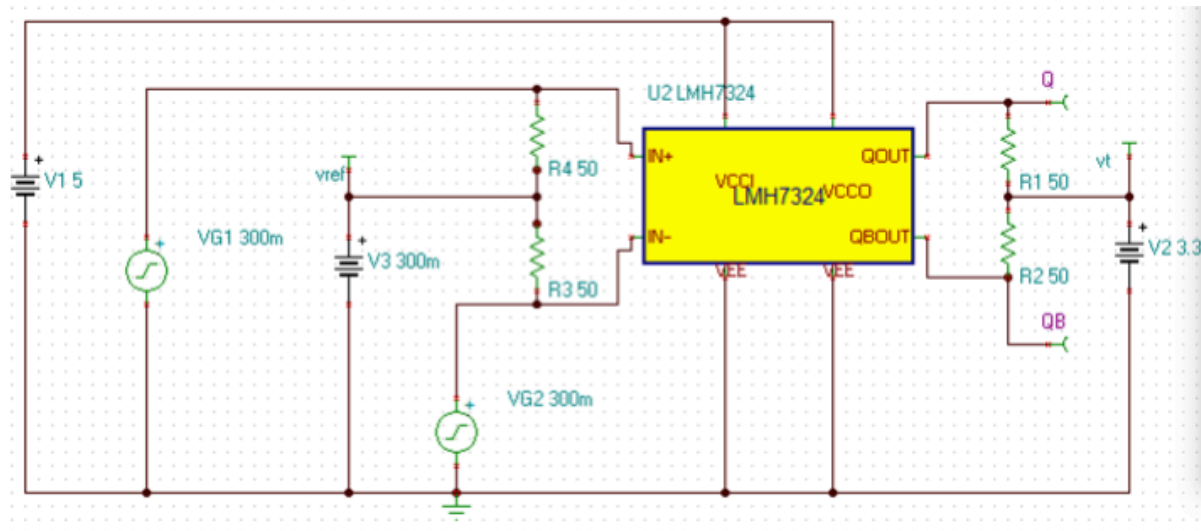 U2 LMH7324
Q
IN+
QOUT
V1 5
vref
R4 50
VCCI
LMH7324
VCCO
R1 50
vt
VG1 300m
V3 300m
IN-
QBOUT
V2 3.3
VEE
VEE
R3 50
R2 50
QB
VG2 300m